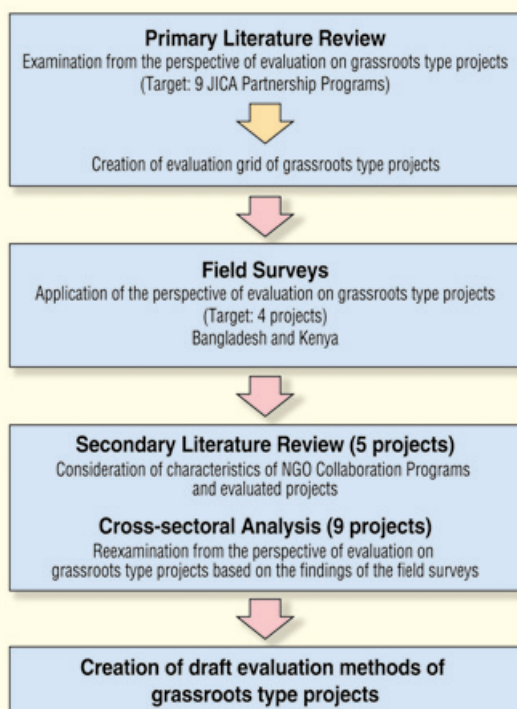 Primary Literature Review
Examination from the perspective of evaluation on grassroots type projects
(Target: 9 JICA Partnership Programs)
Creation of evaluation grid of grassroots type projects
Field Surveys
Application of the perspective of evaluation on grassroots type projects
(Target: 4 projects)
Bangladesh and Kenya
Secondary Literature Review (5 projects)
Consideration of characteristics of NGO Collaboration Programs
and evaluated projects
Cross-sectoral Analysis (9 projects)
Reexamination from the perspective of evaluation on
grassroots type projects based on the findings of the field surveys
Creation of draft evaluation methods of
grassroots type projects